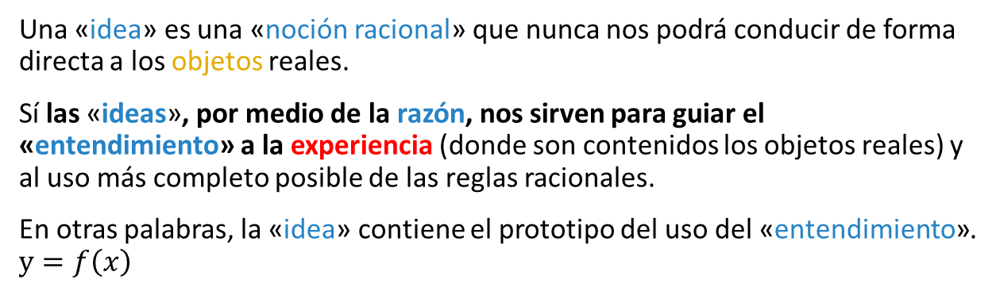 Una «idea» es una «noción racional» que nunca nos podrá conducir de forma
directa a los objetos reales.
Sí las «ideas», por medio de la razón, nos sirven para guiar el
«entendimiento» a la experiencia (donde son contenidos los objetos reales) y
al uso más completo posible de las reglas racionales.
En otras palabras, la «idea» contiene el prototipo del uso del «entendimiento».
y = f(x)